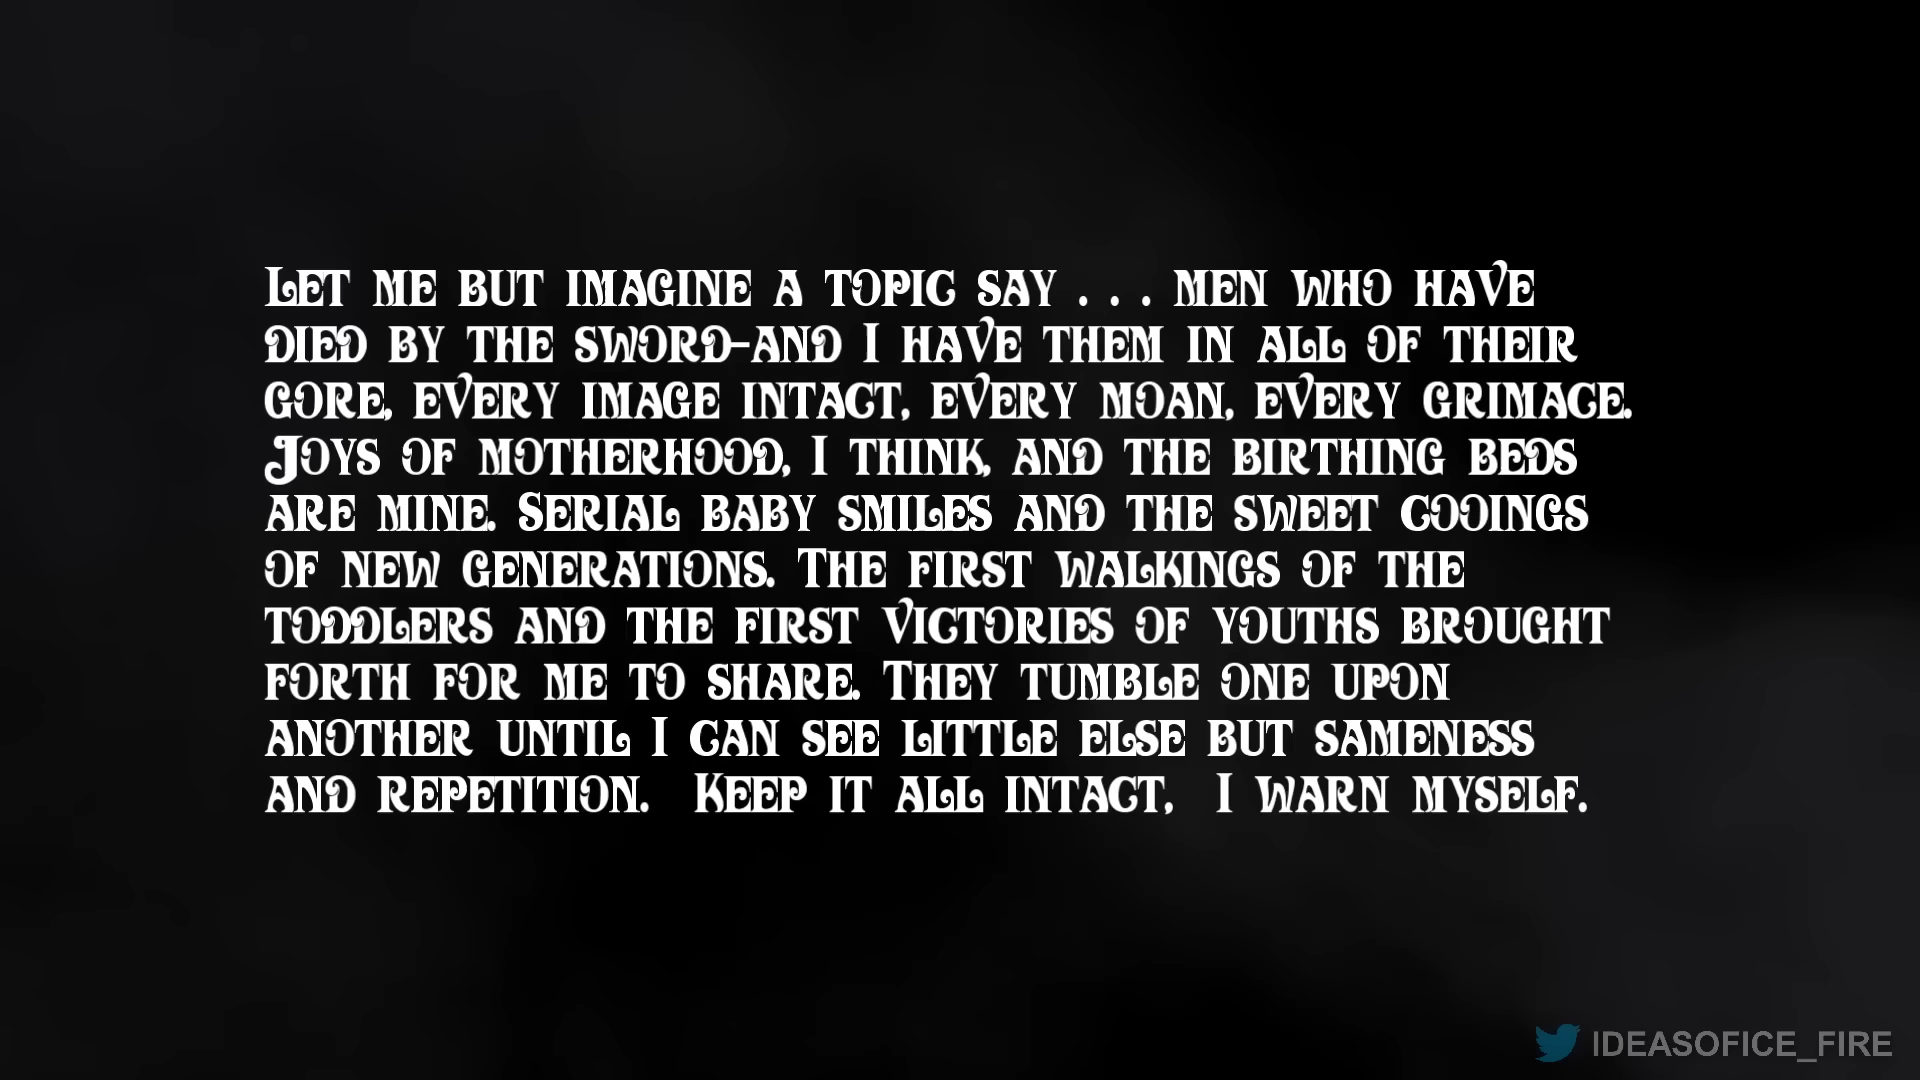 Let me but imagine a topic say . . . men who have
died by the sword—and I have them in all of their
gore, every image intact, every moan, every grimace.
Joys of motherhood, I think, and the birthing beds
are mine. Serial baby smiles and the sweet cooings
of new generations. The first walkings of the
toddlers and the first victories of youths brought
forth for me to share. They tumble one upon
another until I can see little else but sameness
and repetition. Keep it all intact, I warn myself.
IDEASOFICE_FIRE